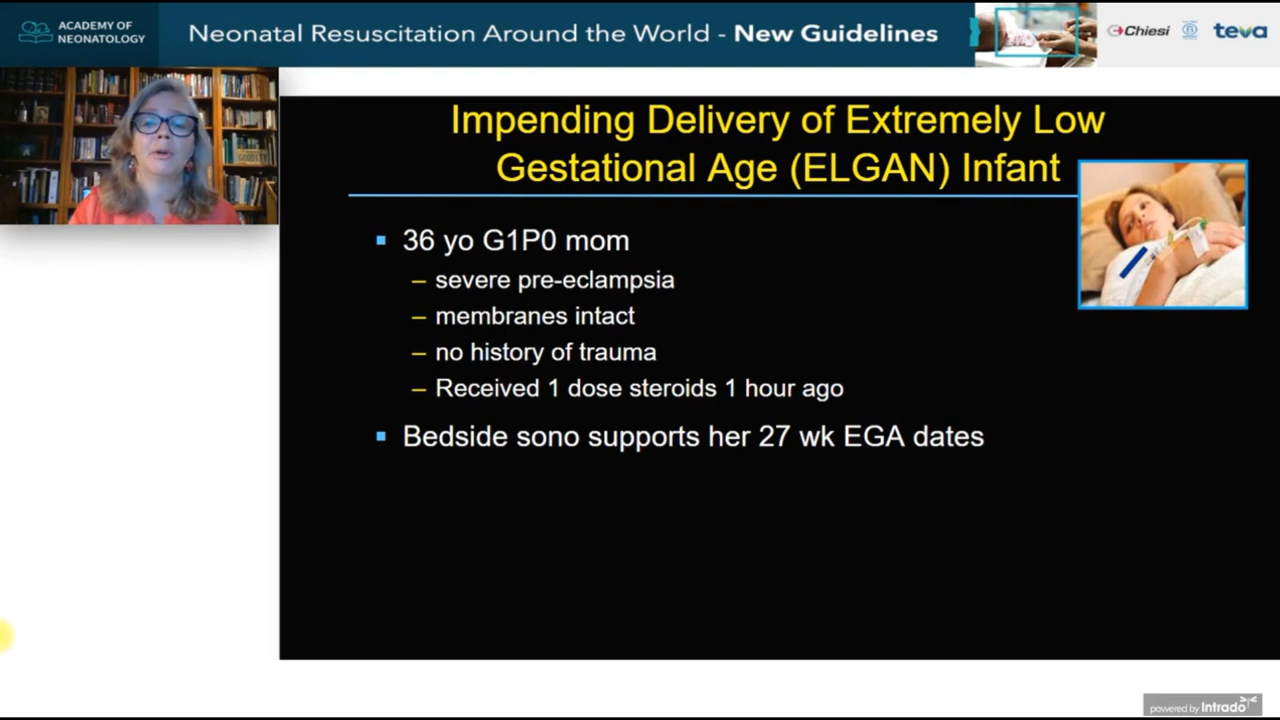 ACADEMY OF
NEONATOLOGY
Neonatal Resuscitation Around the World - New Guidelines
Chiesi
teva
Impending Delivery of Extremely Low
Gestational Age (ELGAN) Infant
36 yo G1P0 mom
– severe pre-eclampsia
– membranes intact
– no history of trauma
– Received 1 dose steroids 1 hour ago
Bedside sono supports her 27 wk EGA dates
powered by Intrado